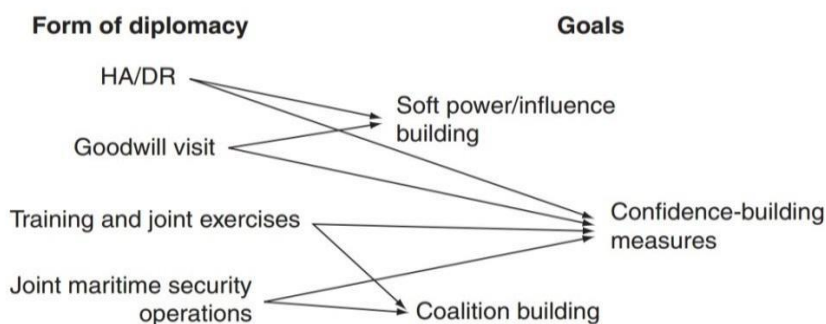 Form of diplomacy
Goals
HA/DR
Soft power/influence
building
Goodwill visit
Training and joint exercises
Confidence-building
measures
Joint maritime security
operations
Coalition building